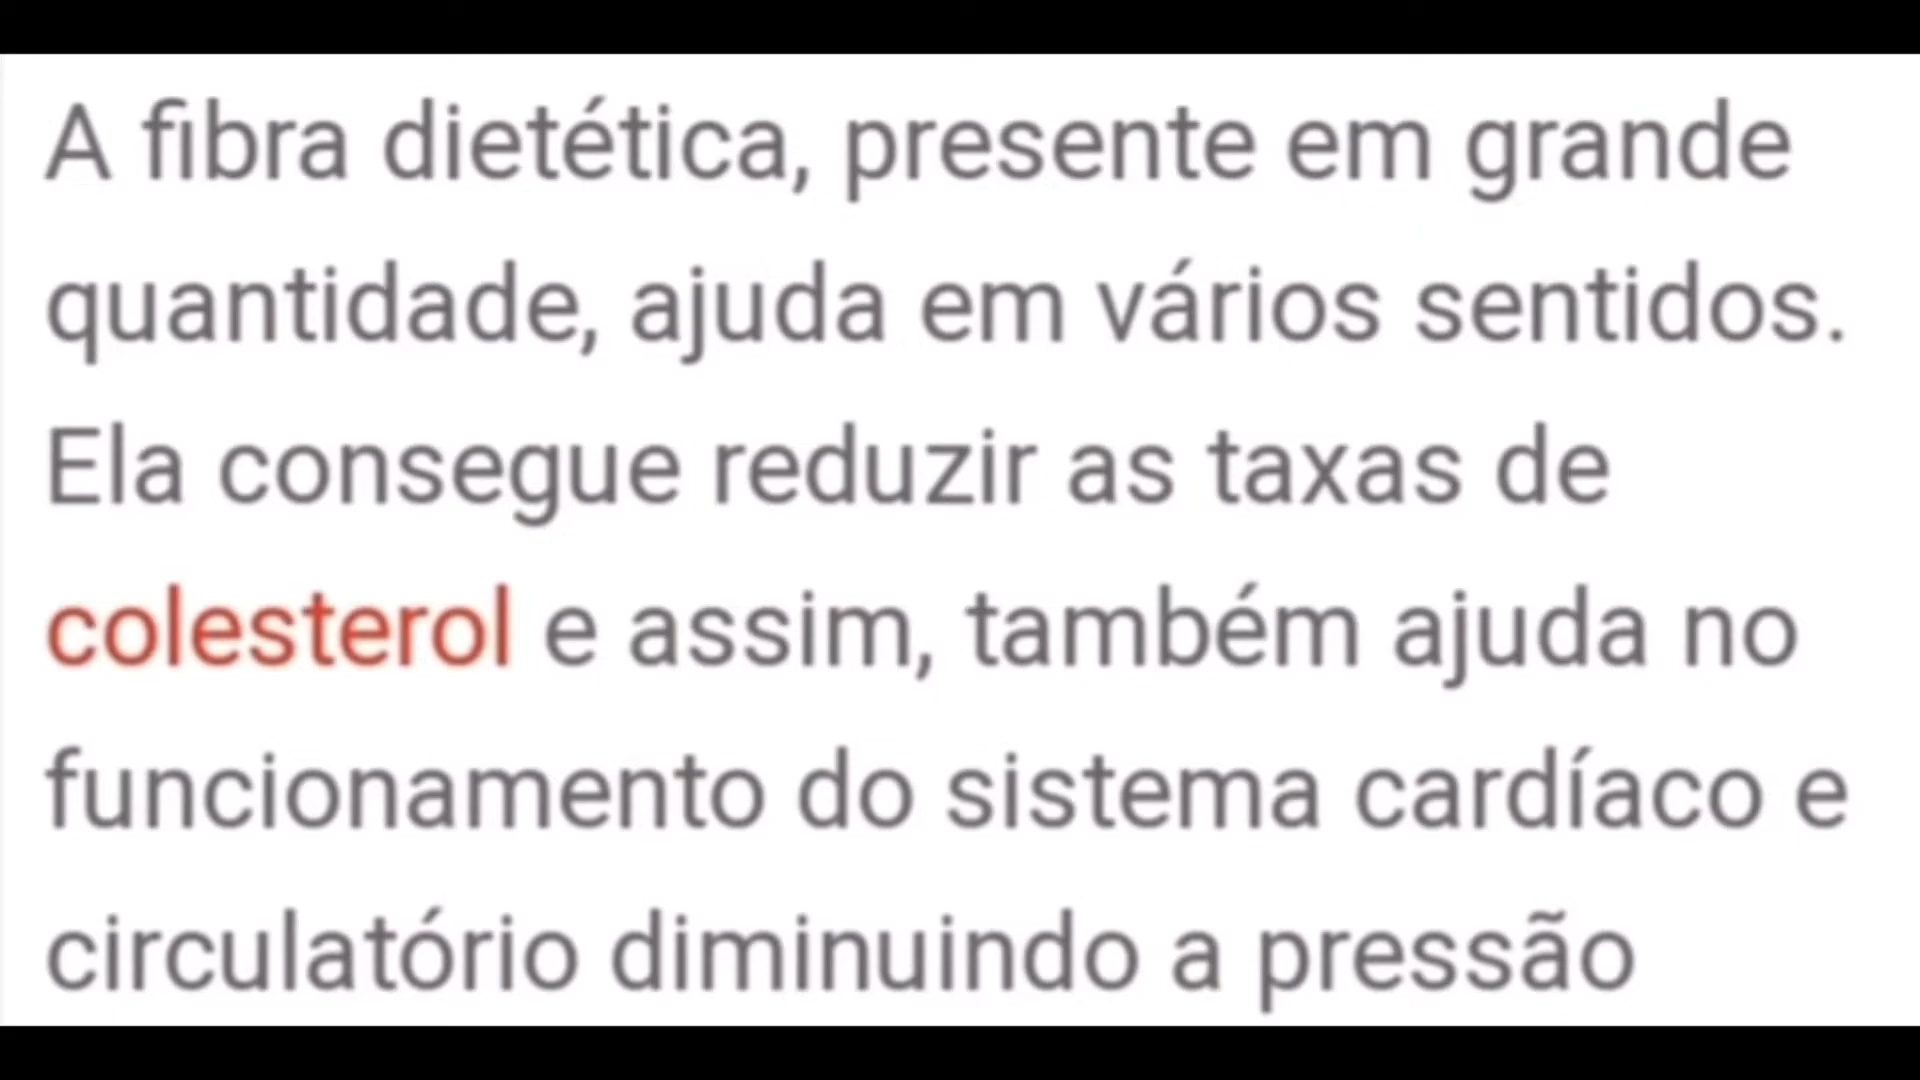 A fibra dietética, presente em grande
quantidade, ajuda em vários sentidos.
Ela consegue reduzir as taxas de
colesterol e assim, também ajuda no
funcionamento do sistema cardíaco e
circulatório diminuindo a pressão